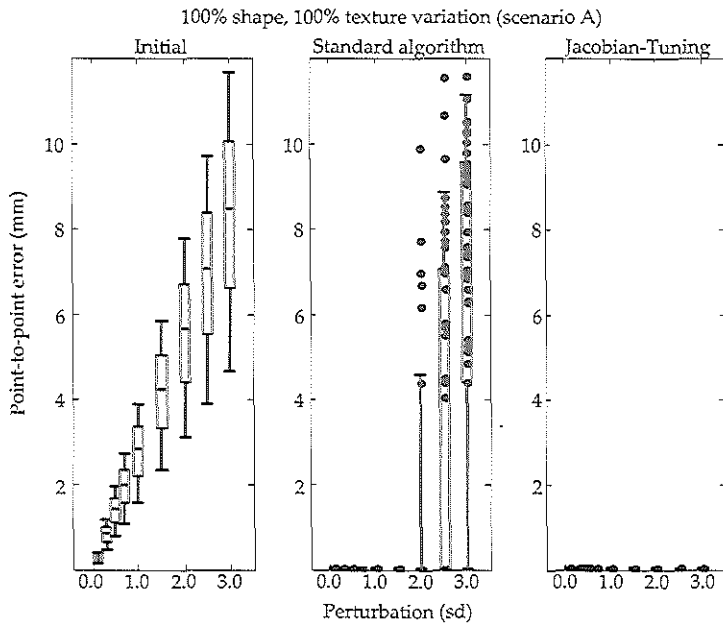 100% shape, 100% texture variation (scenario A)
Initial
Standard algorithm
Jacobian-Tuning
Point-to-point error (mm)
10
8
6
4
2
10
8
6
4
2
10
8
6
4
2
0.0 1.0 2.0 3.0
0.0 1.0 2.0 3.0
0.0 1.0 2.0 3.0
Perturbation (sd)